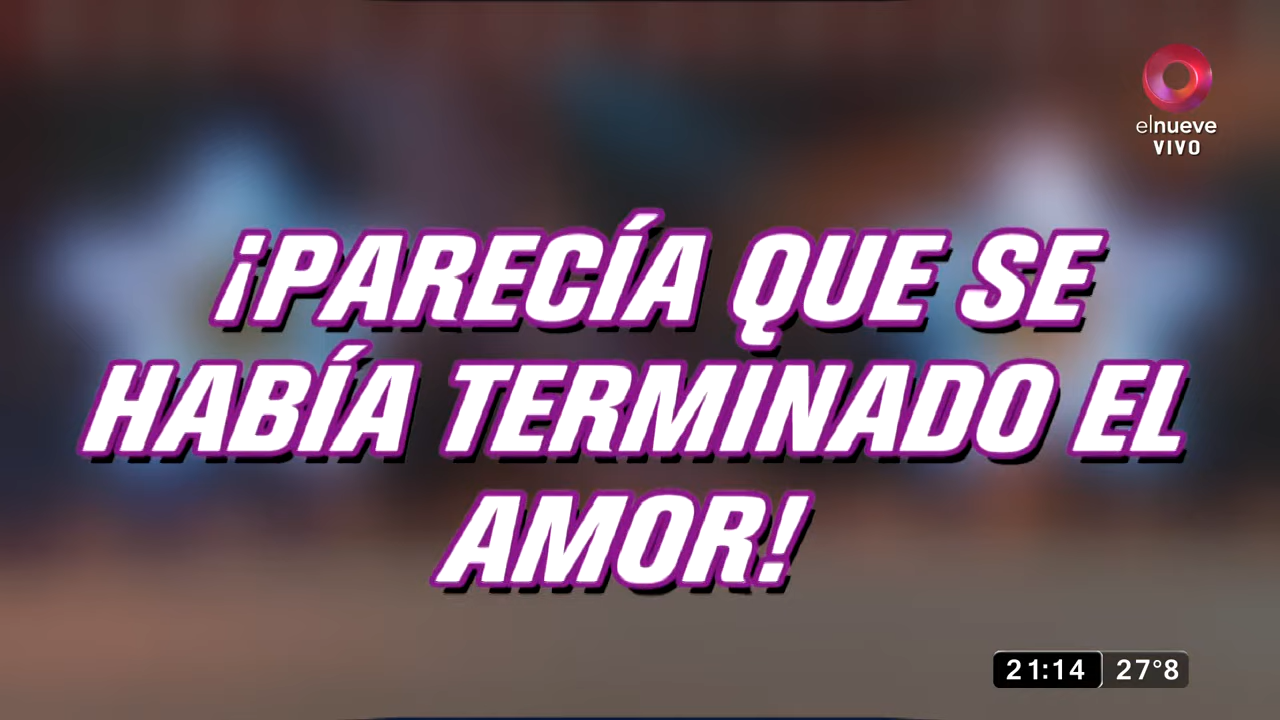 elnueve
VIVO
¡PARECÍA QUE SE
HABÍA TERMINADO EL
AMOR!
21:14 27°8